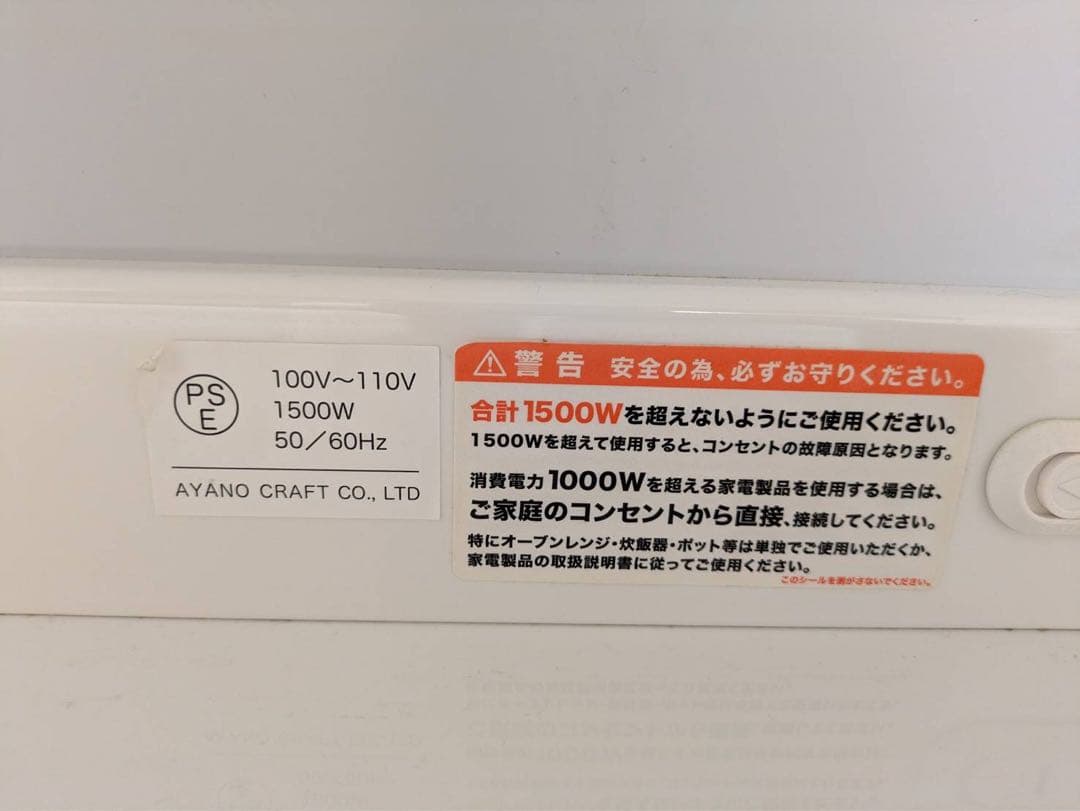 PS
E
100V～110V
1500W
50／60Hz
AYANO CRAFT CO., LTD
警告 安全の為、必ずお守りください。
合計1500Wを超えないようにご使用ください。
1500Wを超えて使用すると、コンセントの故障原因となります。
消費電力1000Wを超える家電製品を使用する場合は、
ご家庭のコンセントから直接、接続してください。
特にオーブンレンジ・炊飯器・ポット等は単独でご使用いただくか、
家電製品の取扱説明書に従ってご使用ください。
このシールを剥がさないでください。